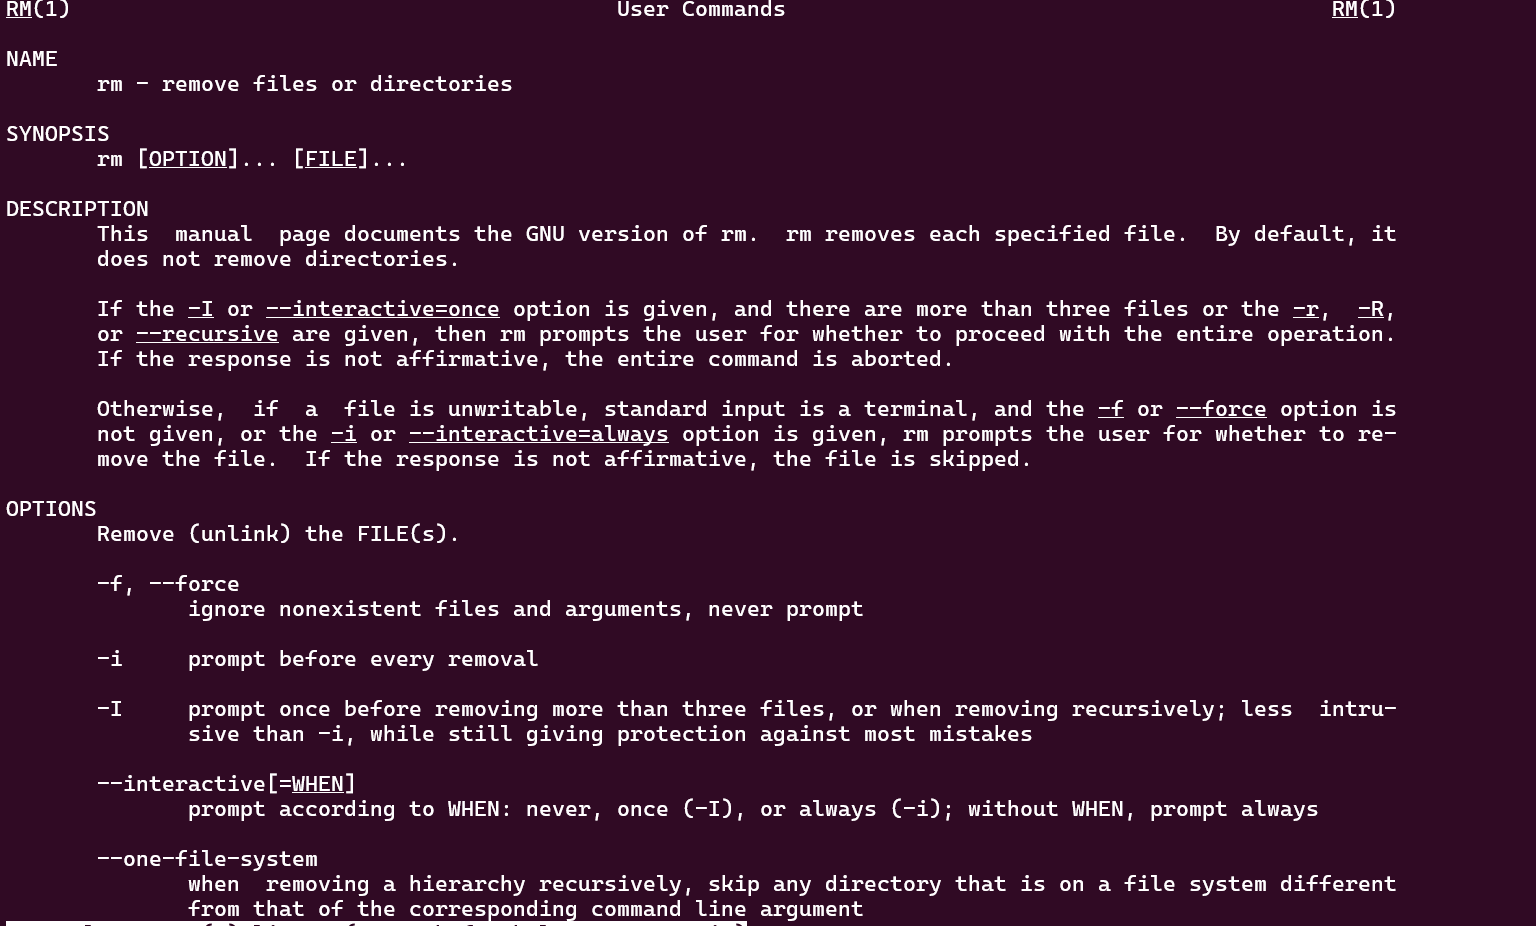 RM(1) User Commands RM(1)
NAME
rm - remove files or directories
SYNOPSIS
rm [OPTION]... [FILE]...
DESCRIPTION
This manual page documents the GNU version of rm. rm removes each specified file. By default, it
does not remove directories.
If the -I or --interactive=once option is given, and there are more than three files or the -r, -R,
or --recursive are given, then rm prompts the user for whether to proceed with the entire operation.
If the response is not affirmative, the entire command is aborted.
Otherwise, if a file is unwritable, standard input is a terminal, and the -f or --force option is
not given, or the -i or --interactive=always option is given, rm prompts the user for whether to re-
move the file. If the response is not affirmative, the file is skipped.
OPTIONS
Remove (unlink) the FILE(s).
-f, --force
ignore nonexistent files and arguments, never prompt
-i prompt before every removal
-I prompt once before removing more than three files, or when removing recursively; less intru-
sive than -i, while still giving protection against most mistakes
--interactive[=WHEN]
prompt according to WHEN: never, once (-I), or always (-i); without WHEN, prompt always
--one-file-system
when removing a hierarchy recursively, skip any directory that is on a file system different
from that of the corresponding command line argument